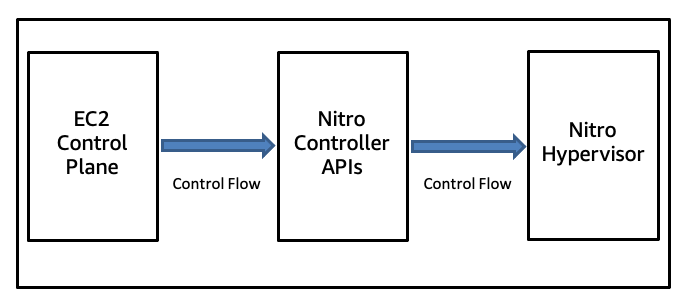 EC2
Control
Plane
Control Flow
Nitro
Controller
APIs
Control Flow
Nitro
Hypervisor